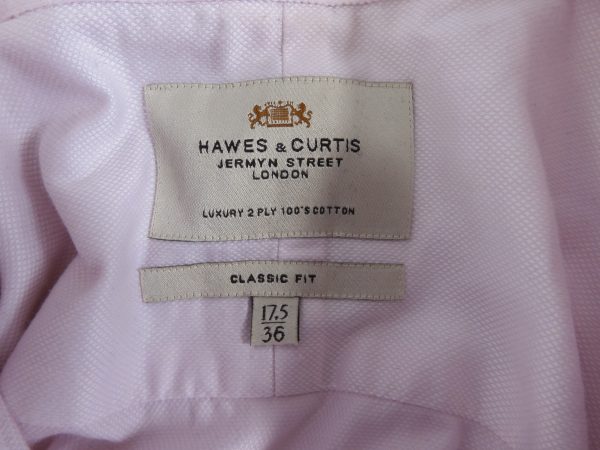 HAWES & CURTIS
JERMYN STREET
LONDON
LUXURY 2 PLY 100'S COTTON
CLASSIC FIT
17.5
36